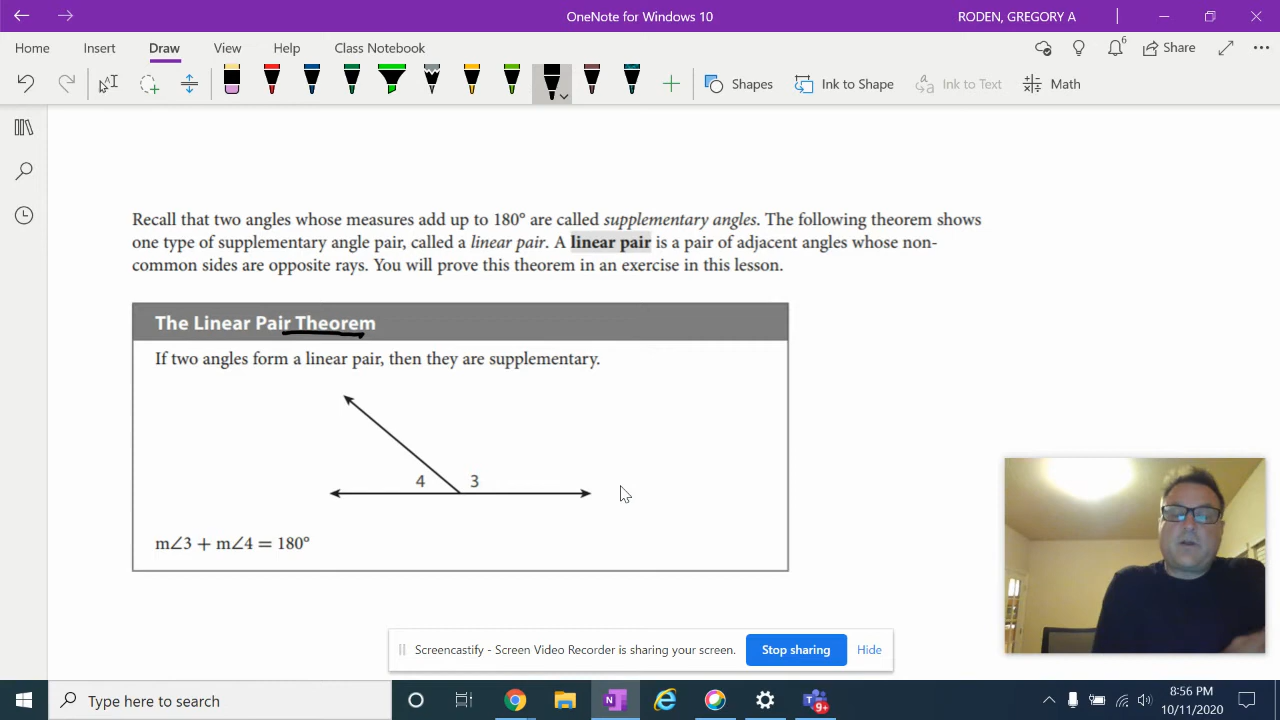 OneNote for Windows 10
RODEN, GREGORY A
Home Insert Draw View Help Class Notebook
6
Share
Shapes Ink to Shape Ink to Text Math
Recall that two angles whose measures add up to 180° are called supplementary angles. The following theorem shows
one type of supplementary angle pair, called a linear pair. A linear pair is a pair of adjacent angles whose non-
common sides are opposite rays. You will prove this theorem in an exercise in this lesson.
The Linear Pair Theorem
If two angles form a linear pair, then they are supplementary.
4 3
m∠3 + m∠4 = 180°
Screencastify - Screen Video Recorder is sharing your screen. Stop sharing Hide
Type here to search
9+
8:56 PM
10/11/2020